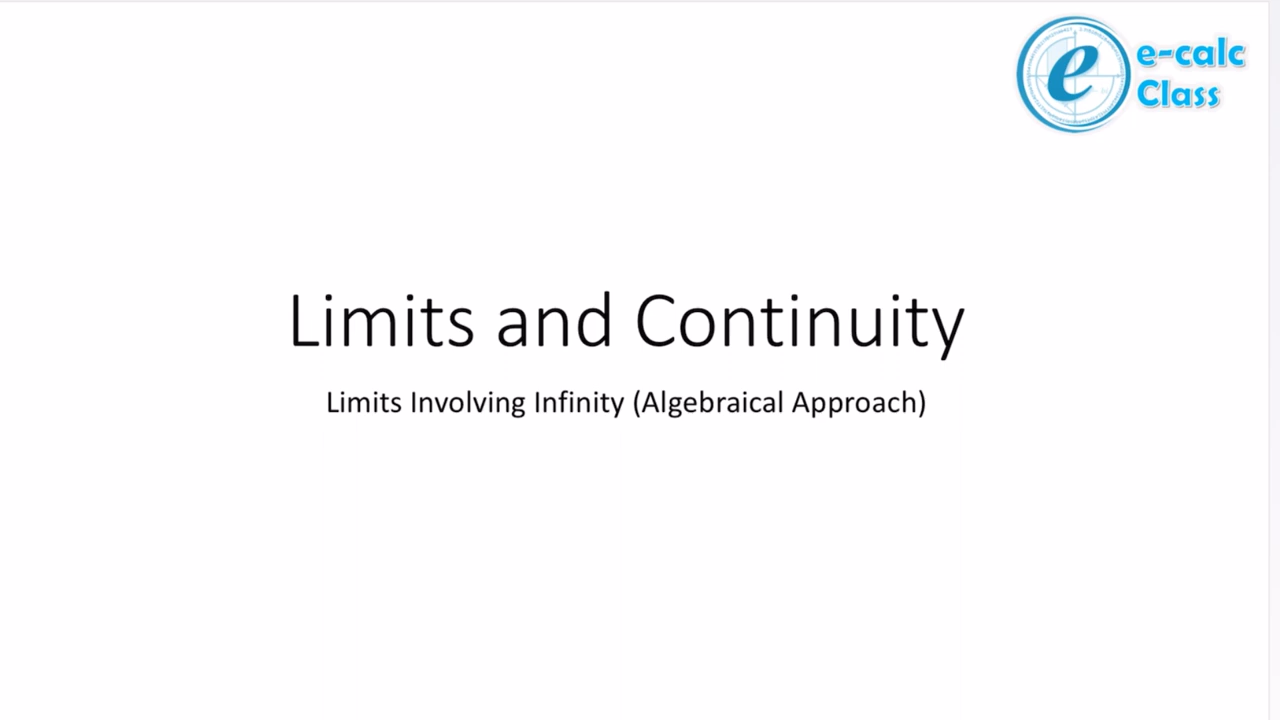 e-calc
Class
Limits and Continuity
Limits Involving Infinity (Algebraical Approach)